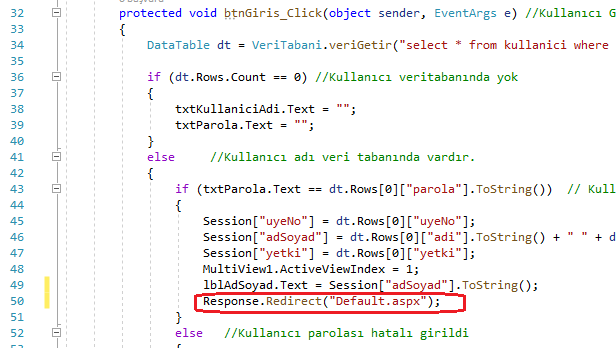 32 protected void btnGiris_Click(object sender, EventArgs e) //Kullanıcı G
33 {
34 DataTable dt = VeriTabani.veriGetir("select * from kullanici where
35
36 if (dt.Rows.Count == 0) //Kullanıcı veritabanında yok
37 {
38 txtKullaniciAdi.Text = "";
39 txtParola.Text = "";
40 }
41 else //Kullanıcı adı veri tabanında vardır.
42 {
43 if (txtParola.Text == dt.Rows[0]["parola"].ToString()) // Kull
44 {
45 Session["uyeNo"] = dt.Rows[0]["uyeNo"];
46 Session["adSoyad"] = dt.Rows[0]["adi"].ToString() + " " + d
47 Session["yetki"] = dt.Rows[0]["yetki"];
48 MultiView1.ActiveViewIndex = 1;
49 lblAdSoyad.Text = Session["adSoyad"].ToString();
50 Response.Redirect("Default.aspx");
51 }
52 else //Kullanıcı parolası hatalı girildi